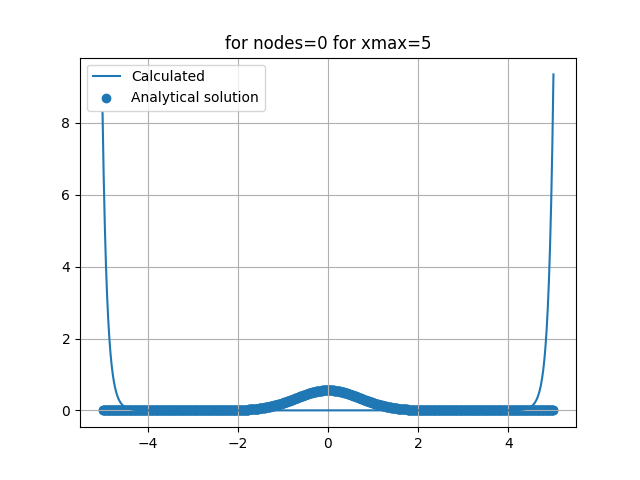 for nodes=0 for xmax=5
Calculated
Analytical solution
8
6
4
2
0
−4 −2 0 2 4